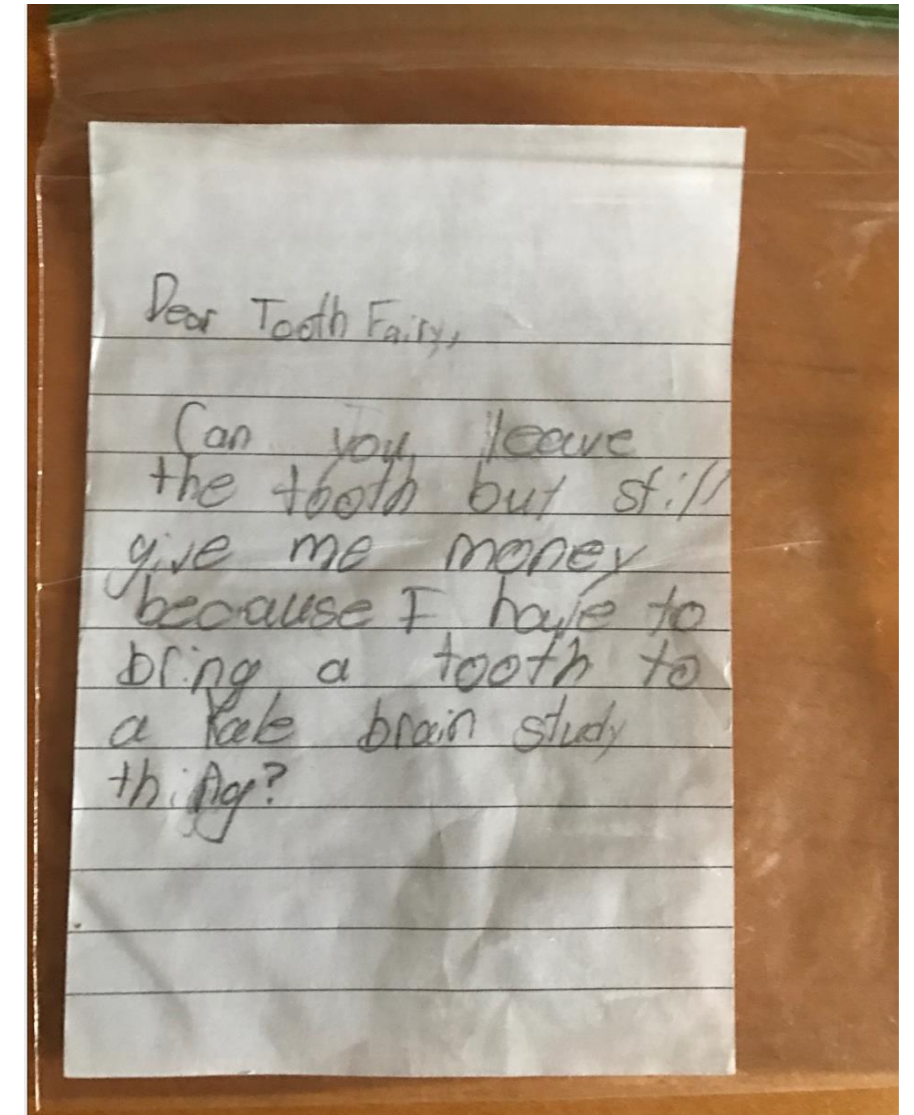 Dear Tooth Fairy,
Can you leave
the tooth but still
give me money
because I have to
bring a tooth to
a Yale brain study
thing?